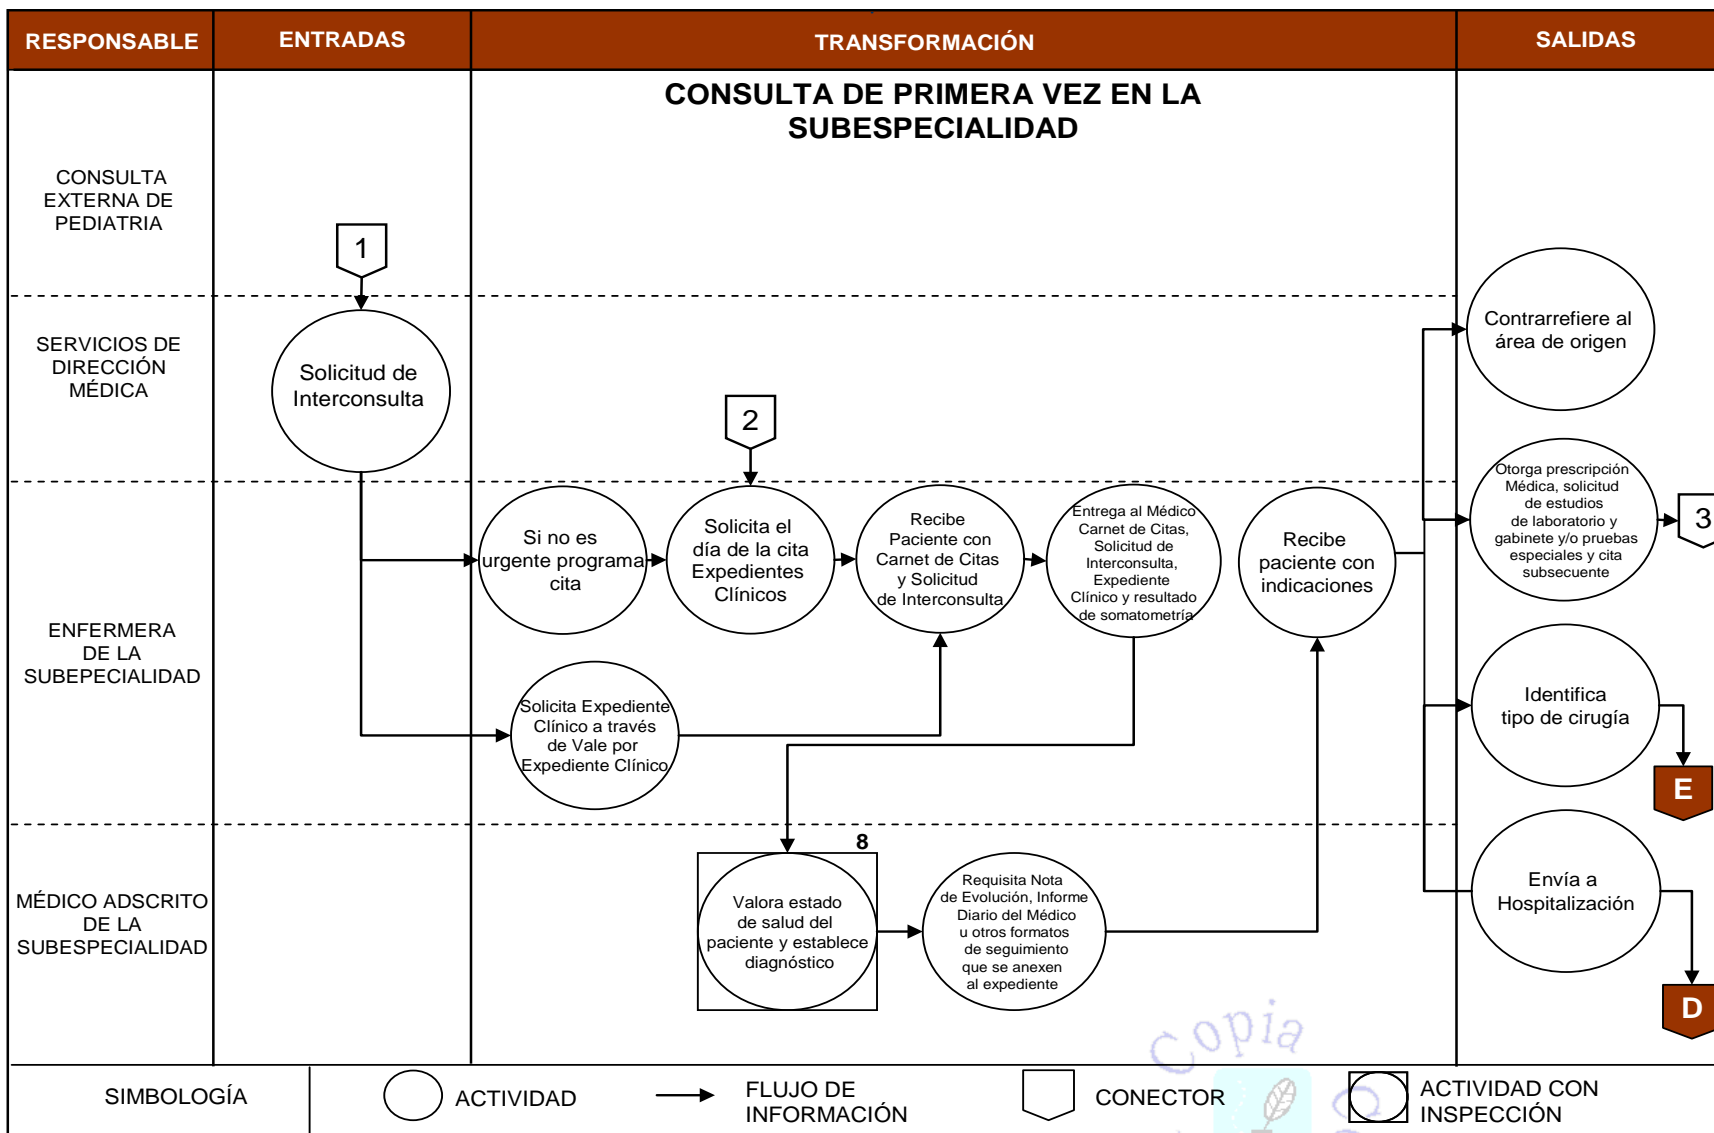 RESPONSABLE
ENTRADAS
TRANSFORMACIÓN
SALIDAS
CONSULTA DE PRIMERA VEZ EN LA
SUBESPECIALIDAD
CONSULTA
EXTERNA DE
PEDIATRIA
1
SERVICIOS DE
DIRECCIÓN
MÉDICA
Solicitud de
Interconsulta
2
Contrarrefiere al
área de origen
ENFERMERA
DE LA
SUBEPECIALIDAD
Si no es
urgente programa
cita
Solicita el
día de la cita
Expedientes
Clínicos
Recibe
Paciente con
Carnet de Citas
y Solicitud
de Interconsulta
Entrega al Médico
Carnet de Citas,
Solicitud de
Interconsulta,
Expediente
Clínico y resultado
de somatometría
Recibe
paciente con
indicaciones
Otorga prescripción
Médica, solicitud
de estudios
de laboratorio y
gabinete y/o pruebas
especiales y cita
subsecuente
3
Solicita Expediente
Clínico a través
de Vale por
Expediente Clínico
Identifica
tipo de cirugía
E
MÉDICO ADSCRITO
DE LA
SUBESPECIALIDAD
8
Valora estado
de salud del
paciente y establece
diagnóstico
Requisita Nota
de Evolución, Informe
Diario del Médico
u otros formatos
de seguimiento
que se anexen
al expediente
Envía a
Hospitalización
D
Copia
SIMBOLOGÍA
ACTIVIDAD
FLUJO DE
INFORMACIÓN
CONECTOR
ACTIVIDAD CON
INSPECCIÓN